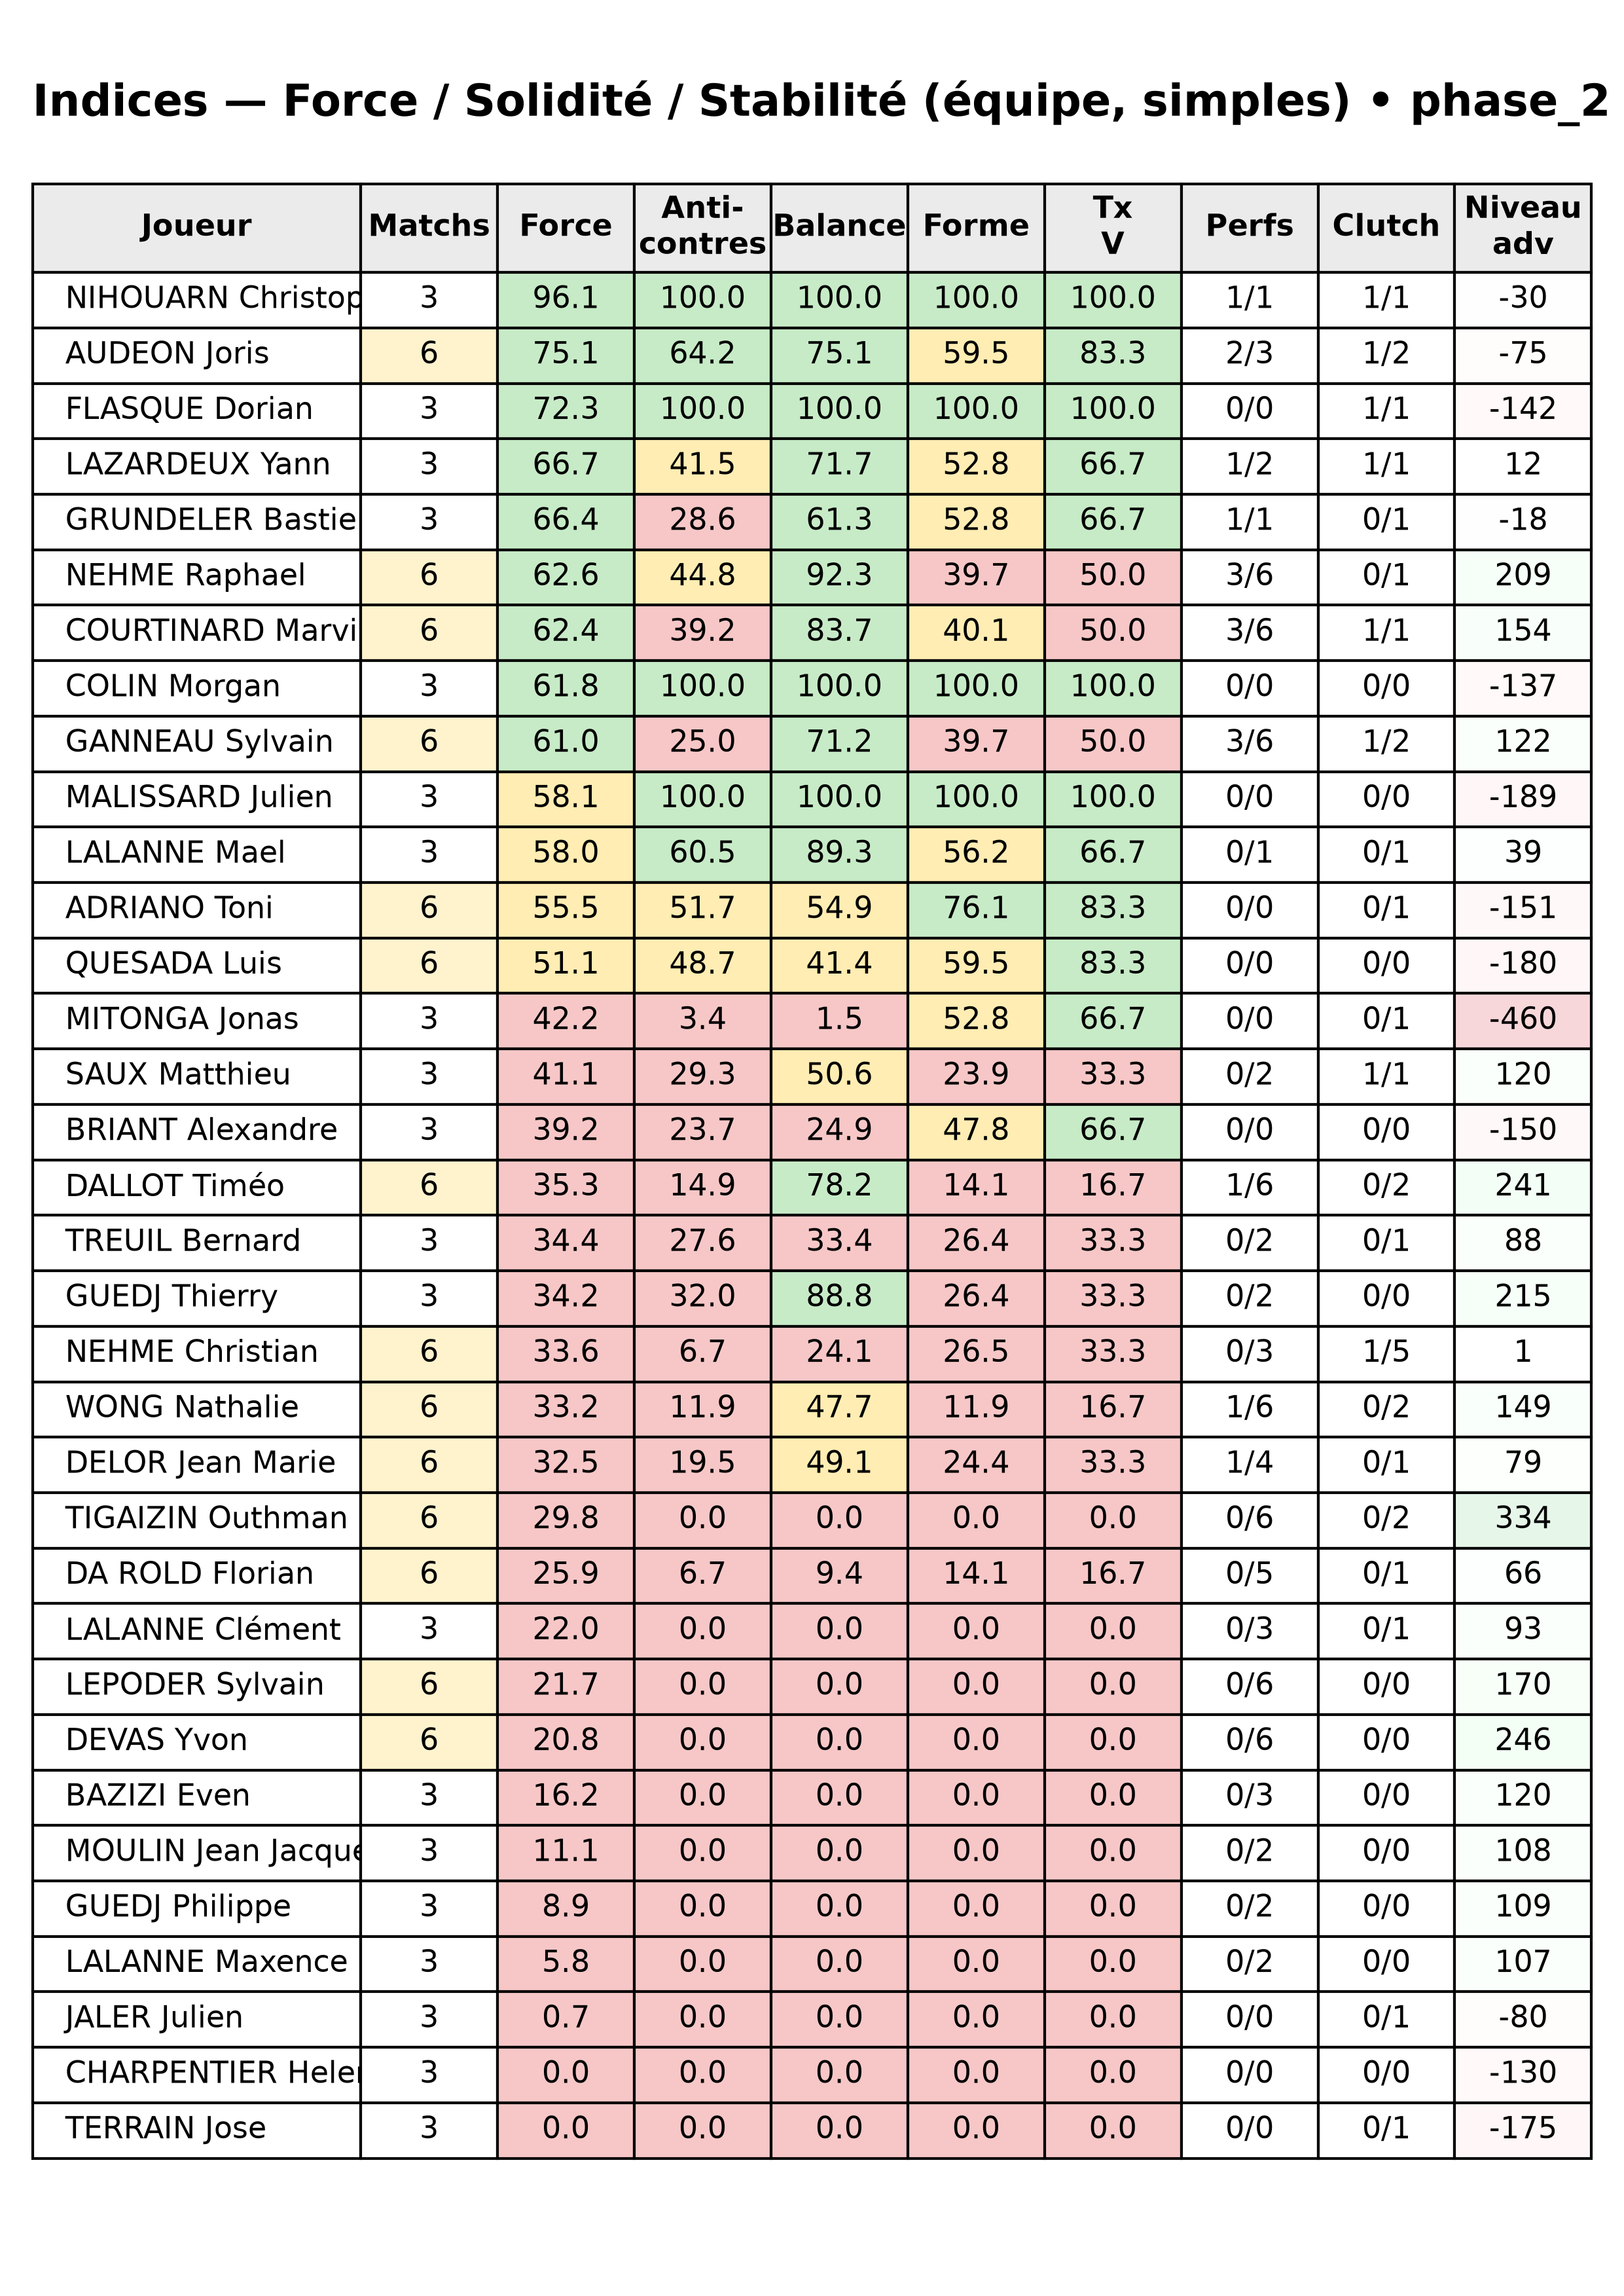 Indices — Force / Solidité / Stabilité (équipe, simples) • phase_2
Joueur Matchs Force Anti-contres Balance Forme Tx V Perfs Clutch Niveau adv
NIHOUARN Christop 3 96.1 100.0 100.0 100.0 100.0 1/1 1/1 -30
AUDEON Joris 6 75.1 64.2 75.1 59.5 83.3 2/3 1/2 -75
FLASQUE Dorian 3 72.3 100.0 100.0 100.0 100.0 0/0 1/1 -142
LAZARDEUX Yann 3 66.7 41.5 71.7 52.8 66.7 1/2 1/1 12
GRUNDELER Bastie 3 66.4 28.6 61.3 52.8 66.7 1/1 0/1 -18
NEHME Raphael 6 62.6 44.8 92.3 39.7 50.0 3/6 0/1 209
COURTINARD Marvi 6 62.4 39.2 83.7 40.1 50.0 3/6 1/1 154
COLIN Morgan 3 61.8 100.0 100.0 100.0 100.0 0/0 0/0 -137
GANNEAU Sylvain 6 61.0 25.0 71.2 39.7 50.0 3/6 1/2 122
MALISSARD Julien 3 58.1 100.0 100.0 100.0 100.0 0/0 0/0 -189
LALANNE Mael 3 58.0 60.5 89.3 56.2 66.7 0/1 0/1 39
ADRIANO Toni 6 55.5 51.7 54.9 76.1 83.3 0/0 0/1 -151
QUESADA Luis 6 51.1 48.7 41.4 59.5 83.3 0/0 0/0 -180
MITONGA Jonas 3 42.2 3.4 1.5 52.8 66.7 0/0 0/1 -460
SAUX Matthieu 3 41.1 29.3 50.6 23.9 33.3 0/2 1/1 120
BRIANT Alexandre 3 39.2 23.7 24.9 47.8 66.7 0/0 0/0 -150
DALLOT Timéo 6 35.3 14.9 78.2 14.1 16.7 1/6 0/2 241
TREUIL Bernard 3 34.4 27.6 33.4 26.4 33.3 0/2 0/1 88
GUEDJ Thierry 3 34.2 32.0 88.8 26.4 33.3 0/2 0/0 215
NEHME Christian 6 33.6 6.7 24.1 26.5 33.3 0/3 1/5 1
WONG Nathalie 6 33.2 11.9 47.7 11.9 16.7 1/6 0/2 149
DELOR Jean Marie 6 32.5 19.5 49.1 24.4 33.3 1/4 0/1 79
TIGAIZIN Outhman 6 29.8 0.0 0.0 0.0 0.0 0/6 0/2 334
DA ROLD Florian 6 25.9 6.7 9.4 14.1 16.7 0/5 0/1 66
LALANNE Clément 3 22.0 0.0 0.0 0.0 0.0 0/3 0/1 93
LEPODER Sylvain 6 21.7 0.0 0.0 0.0 0.0 0/6 0/0 170
DEVAS Yvon 6 20.8 0.0 0.0 0.0 0.0 0/6 0/0 246
BAZIZI Even 3 16.2 0.0 0.0 0.0 0.0 0/3 0/0 120
MOULIN Jean Jacque 3 11.1 0.0 0.0 0.0 0.0 0/2 0/0 108
GUEDJ Philippe 3 8.9 0.0 0.0 0.0 0.0 0/2 0/0 109
LALANNE Maxence 3 5.8 0.0 0.0 0.0 0.0 0/2 0/0 107
JALER Julien 3 0.7 0.0 0.0 0.0 0.0 0/0 0/1 -80
CHARPENTIER Helen 3 0.0 0.0 0.0 0.0 0.0 0/0 0/0 -130
TERRAIN Jose 3 0.0 0.0 0.0 0.0 0.0 0/0 0/1 -175